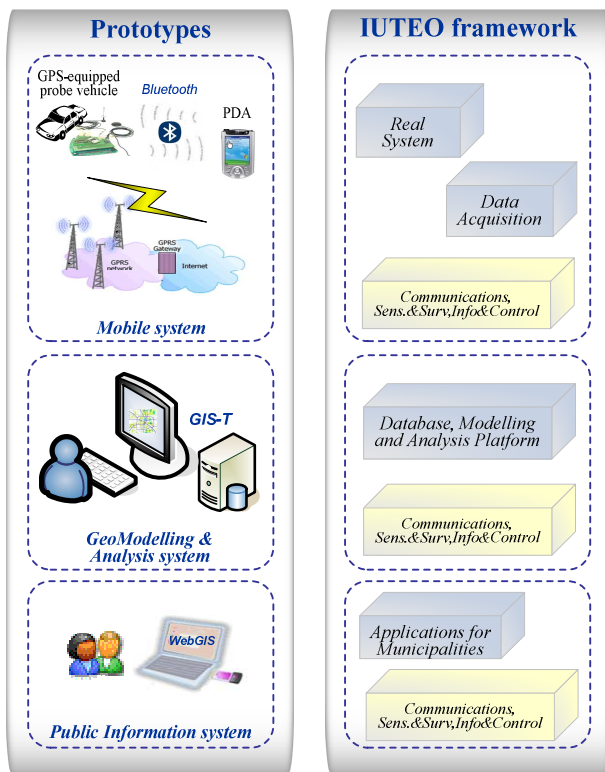 Prototypes
GPS-equipped
probe vehicle
Bluetooth
PDA
GPRS
Gateway
GPRS
network
Internet
Mobile system
GIS-T
GeoModelling &
Analysis system
WebGIS
Public Information system
IUTEO framework
Real
System
Data
Acquisition
Communications,
Sens.&Surv,Info&Control
Database, Modelling
and Analysis Platform
Communications,
Sens.&Surv,Info&Control
Applications for
Municipalities
Communications,
Sens.&Surv,Info&Control